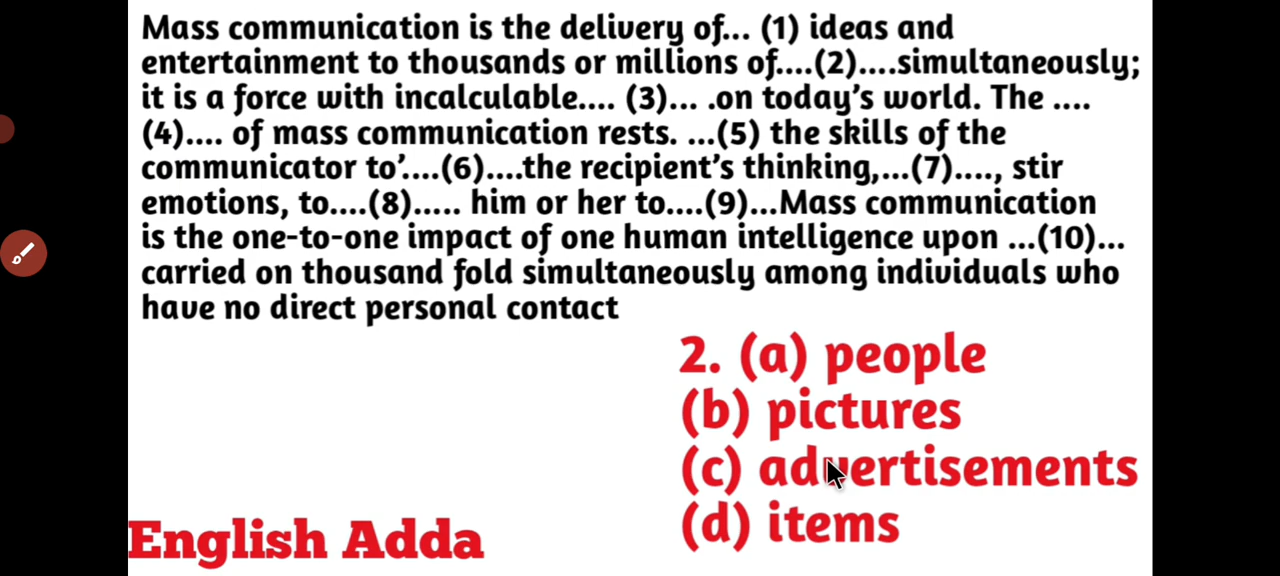 Mass communication is the delivery of... (1) ideas and
entertainment to thousands or millions of....(2)....simultaneously;
it is a force with incalculable.... (3)... .on today's world. The ....
(4).... of mass communication rests. ...(5) the skills of the
communicator to'....(6)....the recipient's thinking,...(7)...., stir
emotions, to....(8)..... him or her to....(9)...Mass communication
is the one-to-one impact of one human intelligence upon ...(10)...
carried on thousand fold simultaneously among individuals who
have no direct personal contact
2. (a) people
(b) pictures
(c) advertisements
(d) items
English Adda